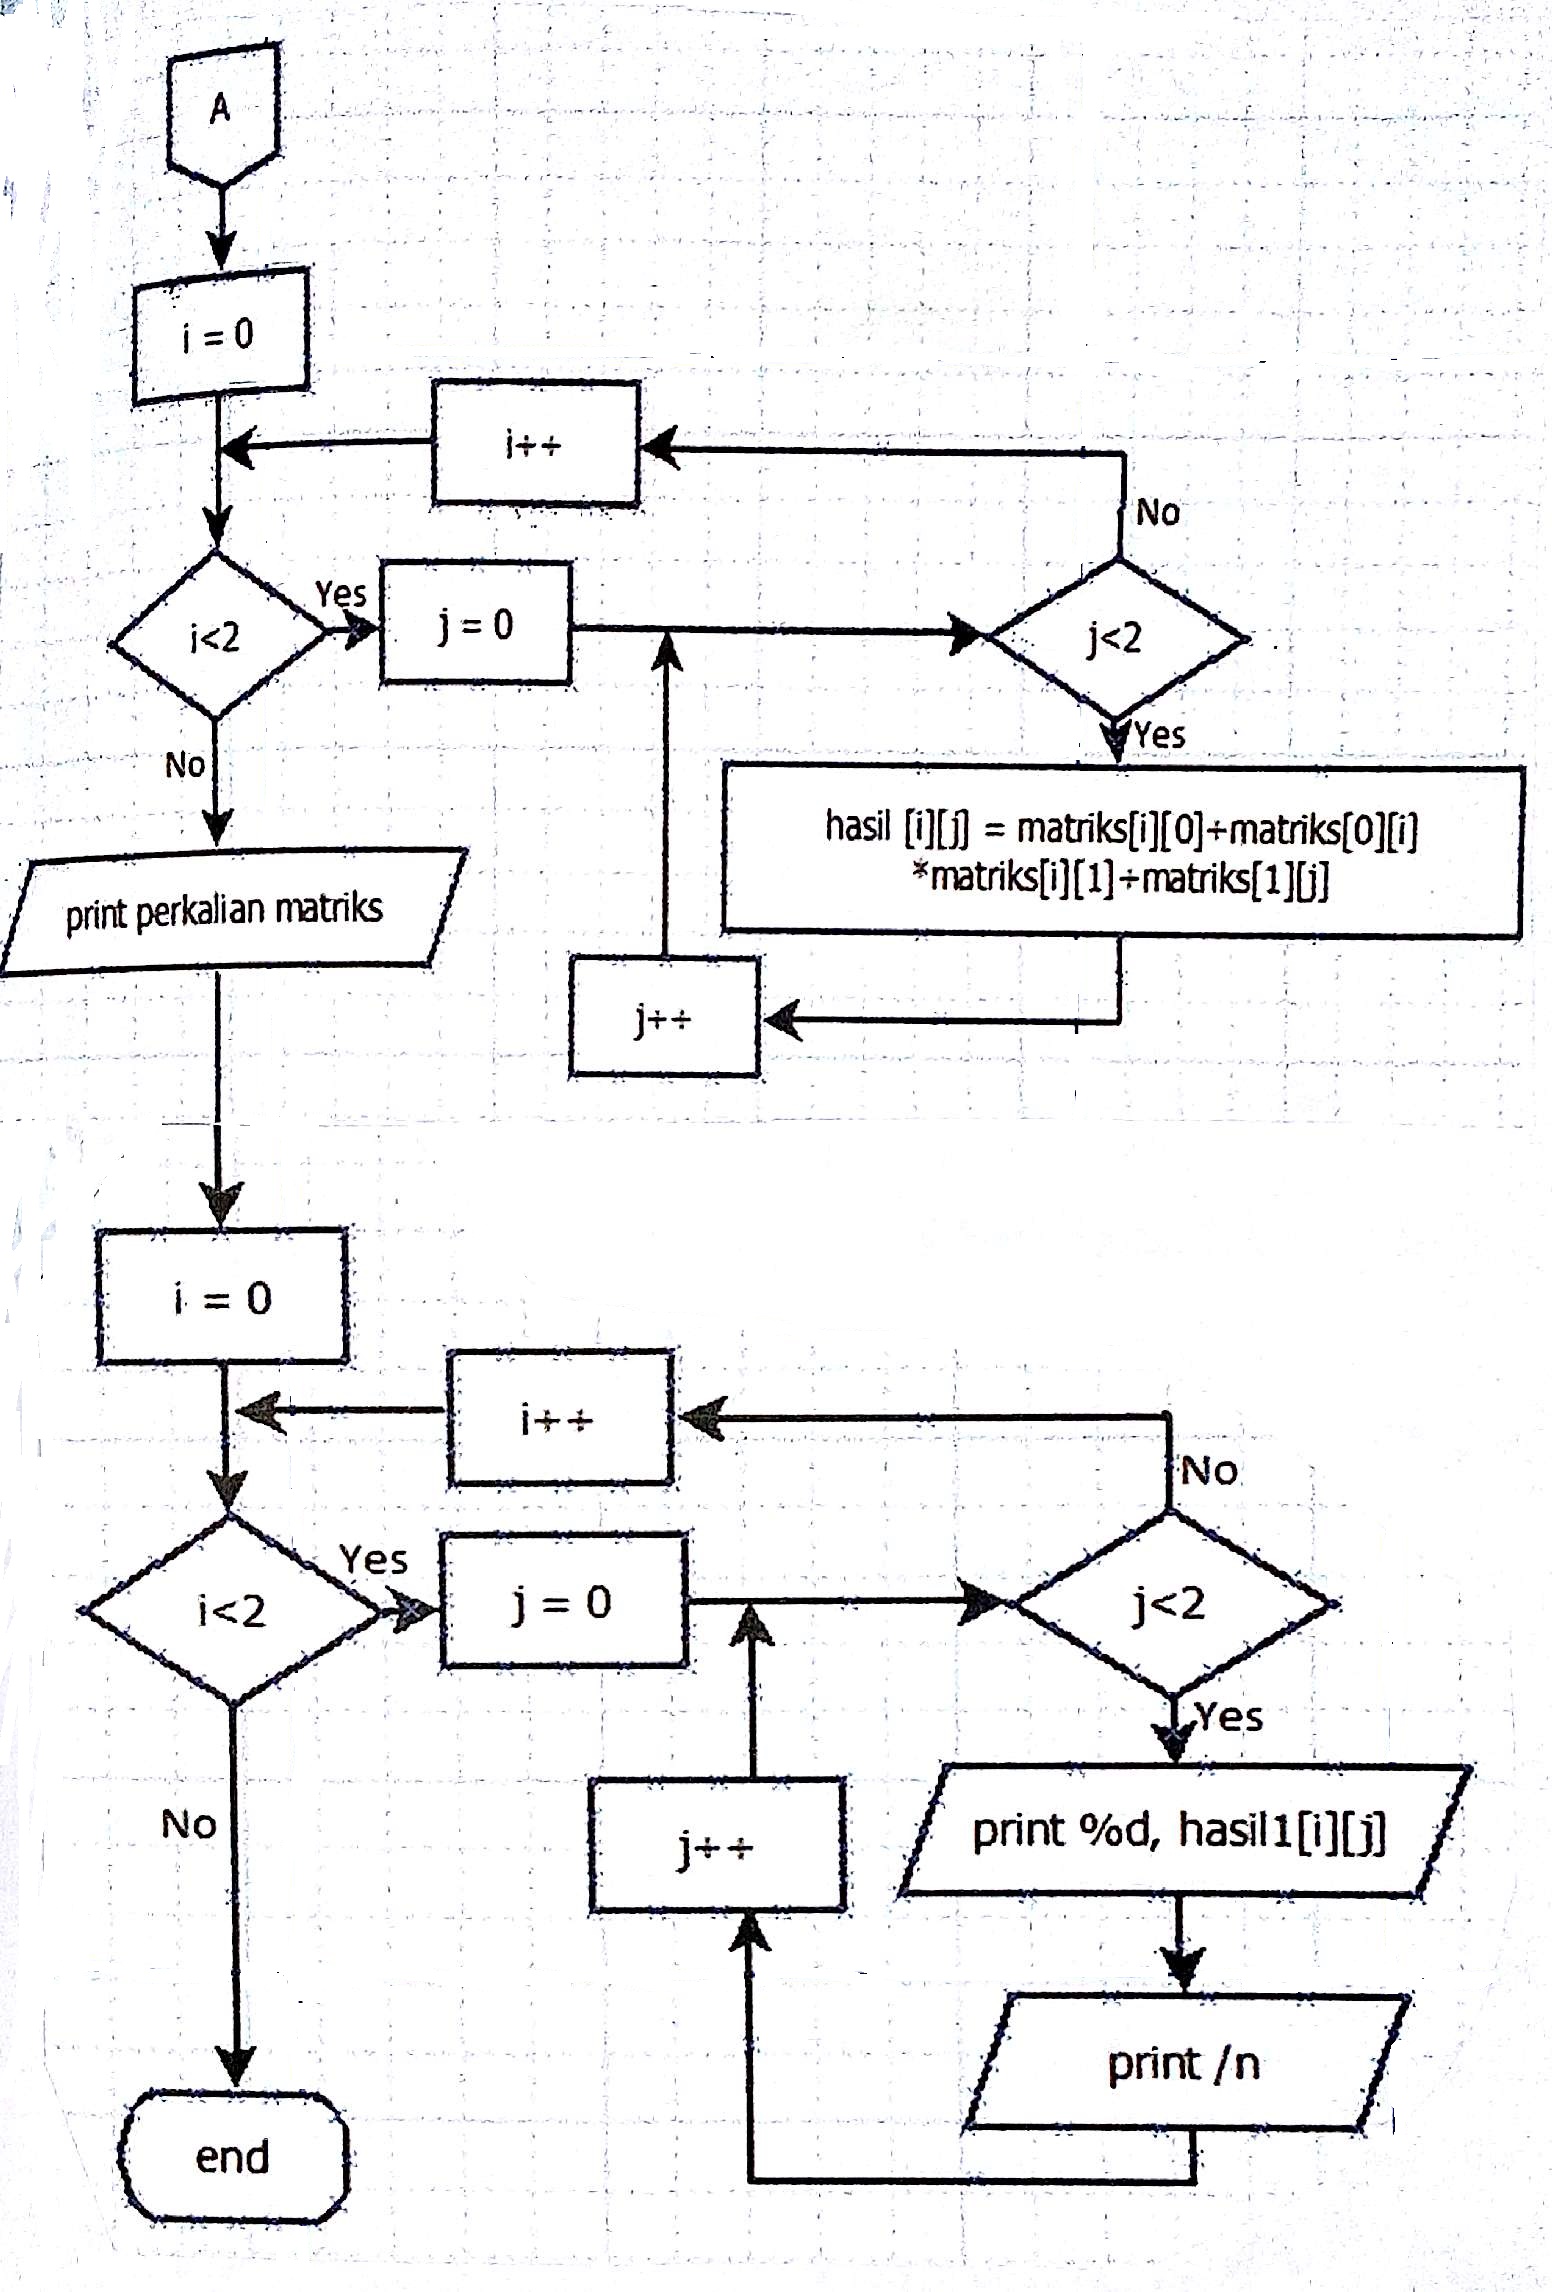 A
i = 0
i++
No
i<2
Yes
j = 0
j<2
No
Yes
hasil [i][j] = matriks[i][0]+matriks[0][i]
*matriks[i][1]+matriks[1][j]
print perkalian matriks
j++
i = 0
i++
No
i<2
Yes
j = 0
j<2
Yes
No
j++
print %d, hasil1[i][j]
print /n
end